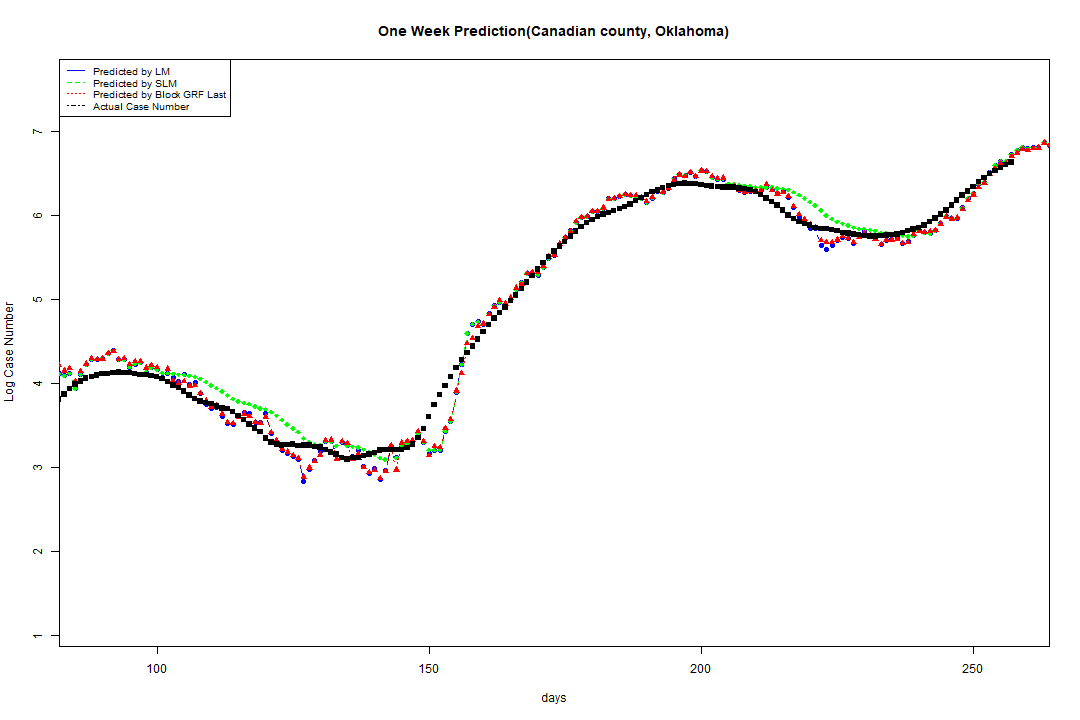 One Week Prediction(Canadian county, Oklahoma)
Predicted by LM
Predicted by SLM
Predicted by Block GRF Last
Actual Case Number
7
6
5
4
3
2
1
Log Case Number
100 150 200 250
days